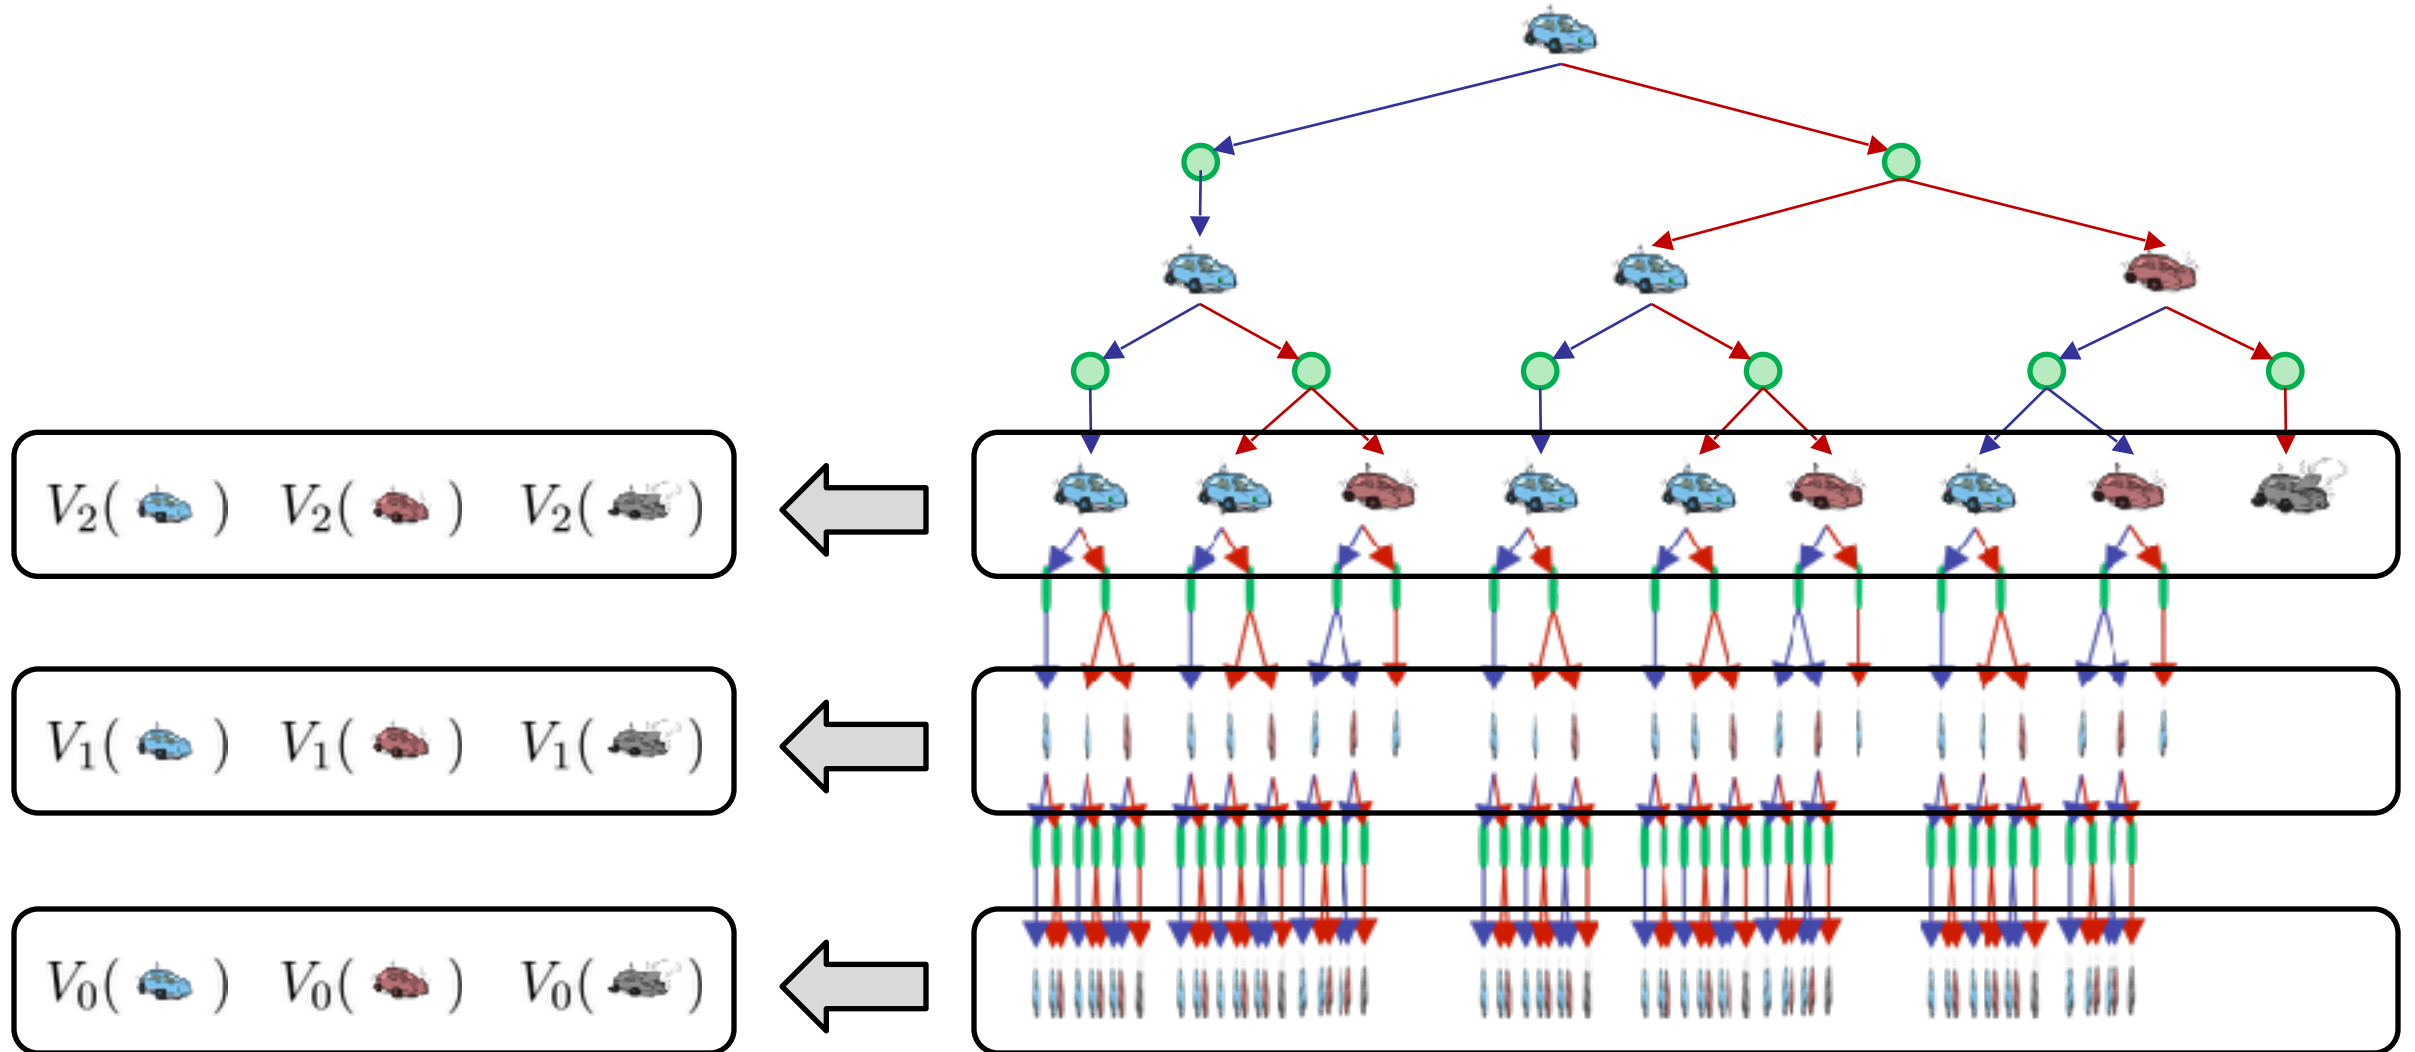 V₂( ) V₂( ) V₂( )
V₁( ) V₁( ) V₁( )
V₀( ) V₀( ) V₀( )